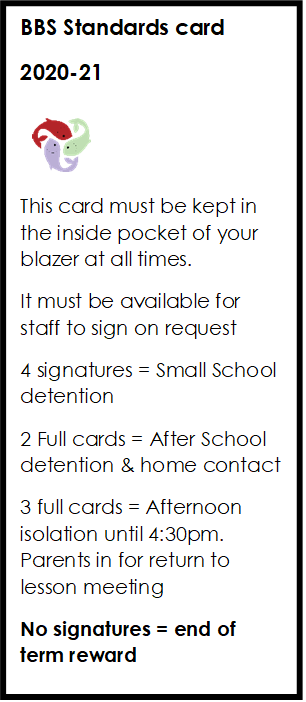 BBS Standards card
2020-21
This card must be kept in
the inside pocket of your
blazer at all times.
It must be available for
staff to sign on request
4 signatures = Small School
detention
2 Full cards = After School
detention & home contact
3 full cards = Afternoon
isolation until 4:30pm.
Parents in for return to
lesson meeting
No signatures = end of
term reward